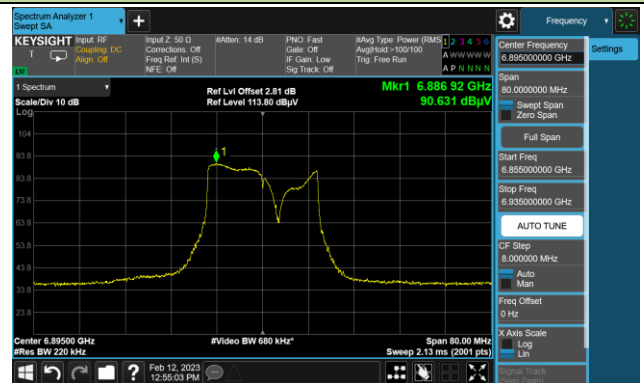 Spectrum Analyzer 1
Swept SA
+
Frequency
KEYSIGHT
Input: RF
Coupling: DC
Align: Off
Input Z: 50 Ω
Corrections: Off
Freq Ref: Int (S)
NFE: Off
#Atten: 14 dB
PNO: Fast
Gate: Off
IF Gain: Low
Sig Track: Off
#Avg Type: Power (RMS)
Avg|Hold:>100/100
Trig: Free Run
1 2 3 4 5 6
A W W W W W
A P N N N N
T
LW
1 Spectrum
Scale/Div 10 dB
Log
Ref Lvl Offset 2.81 dB
Ref Level 113.80 dBµV
Mkr1 6.886 92 GHz
90.631 dBµV
1
104
93.8
83.8
73.8
63.8
53.8
43.8
33.8
23.8
Center 6.89500 GHz
#Res BW 220 kHz
#Video BW 680 kHz*
Span 80.00 MHz
Sweep 2.13 ms (2001 pts)
Center Frequency
6.895000000 GHz
Settings
Span
80.0000000 MHz
Swept Span
Zero Span
Full Span
Start Freq
6.855000000 GHz
Stop Freq
6.935000000 GHz
AUTO TUNE
CF Step
8.000000 MHz
Auto
Man
Freq Offset
0 Hz
X Axis Scale
Log
Lin
Signal Track
(Span Zoom)
?
Feb 12, 2023
12:55:03 PM